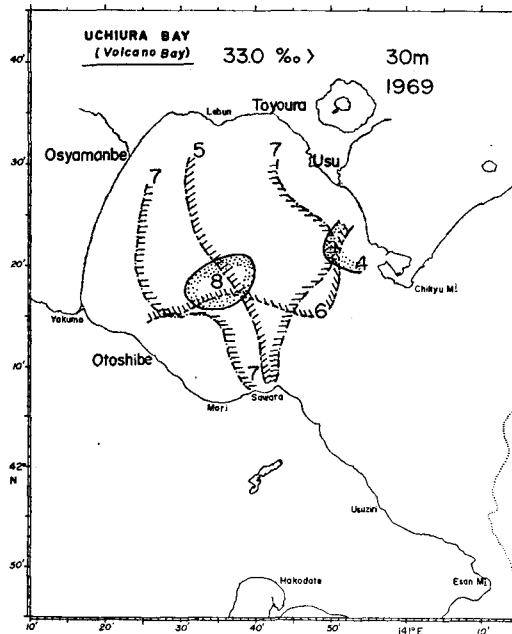 UCHIURA BAY
(Volcano Bay)
33.0 ‰ >
30m
1969
40'
Lebun
Toyoura
Osyamanbe
Usu
30'
5
7
7
20'
8
4
Chikyu Mi.
6
Yakumo
Otoshibe
10'
7
Mori
Sawara
42°
N
Usuziri
50'
Hakodate
Esan Mi.
10'
20'
30'
40'
50'
141°E
10'